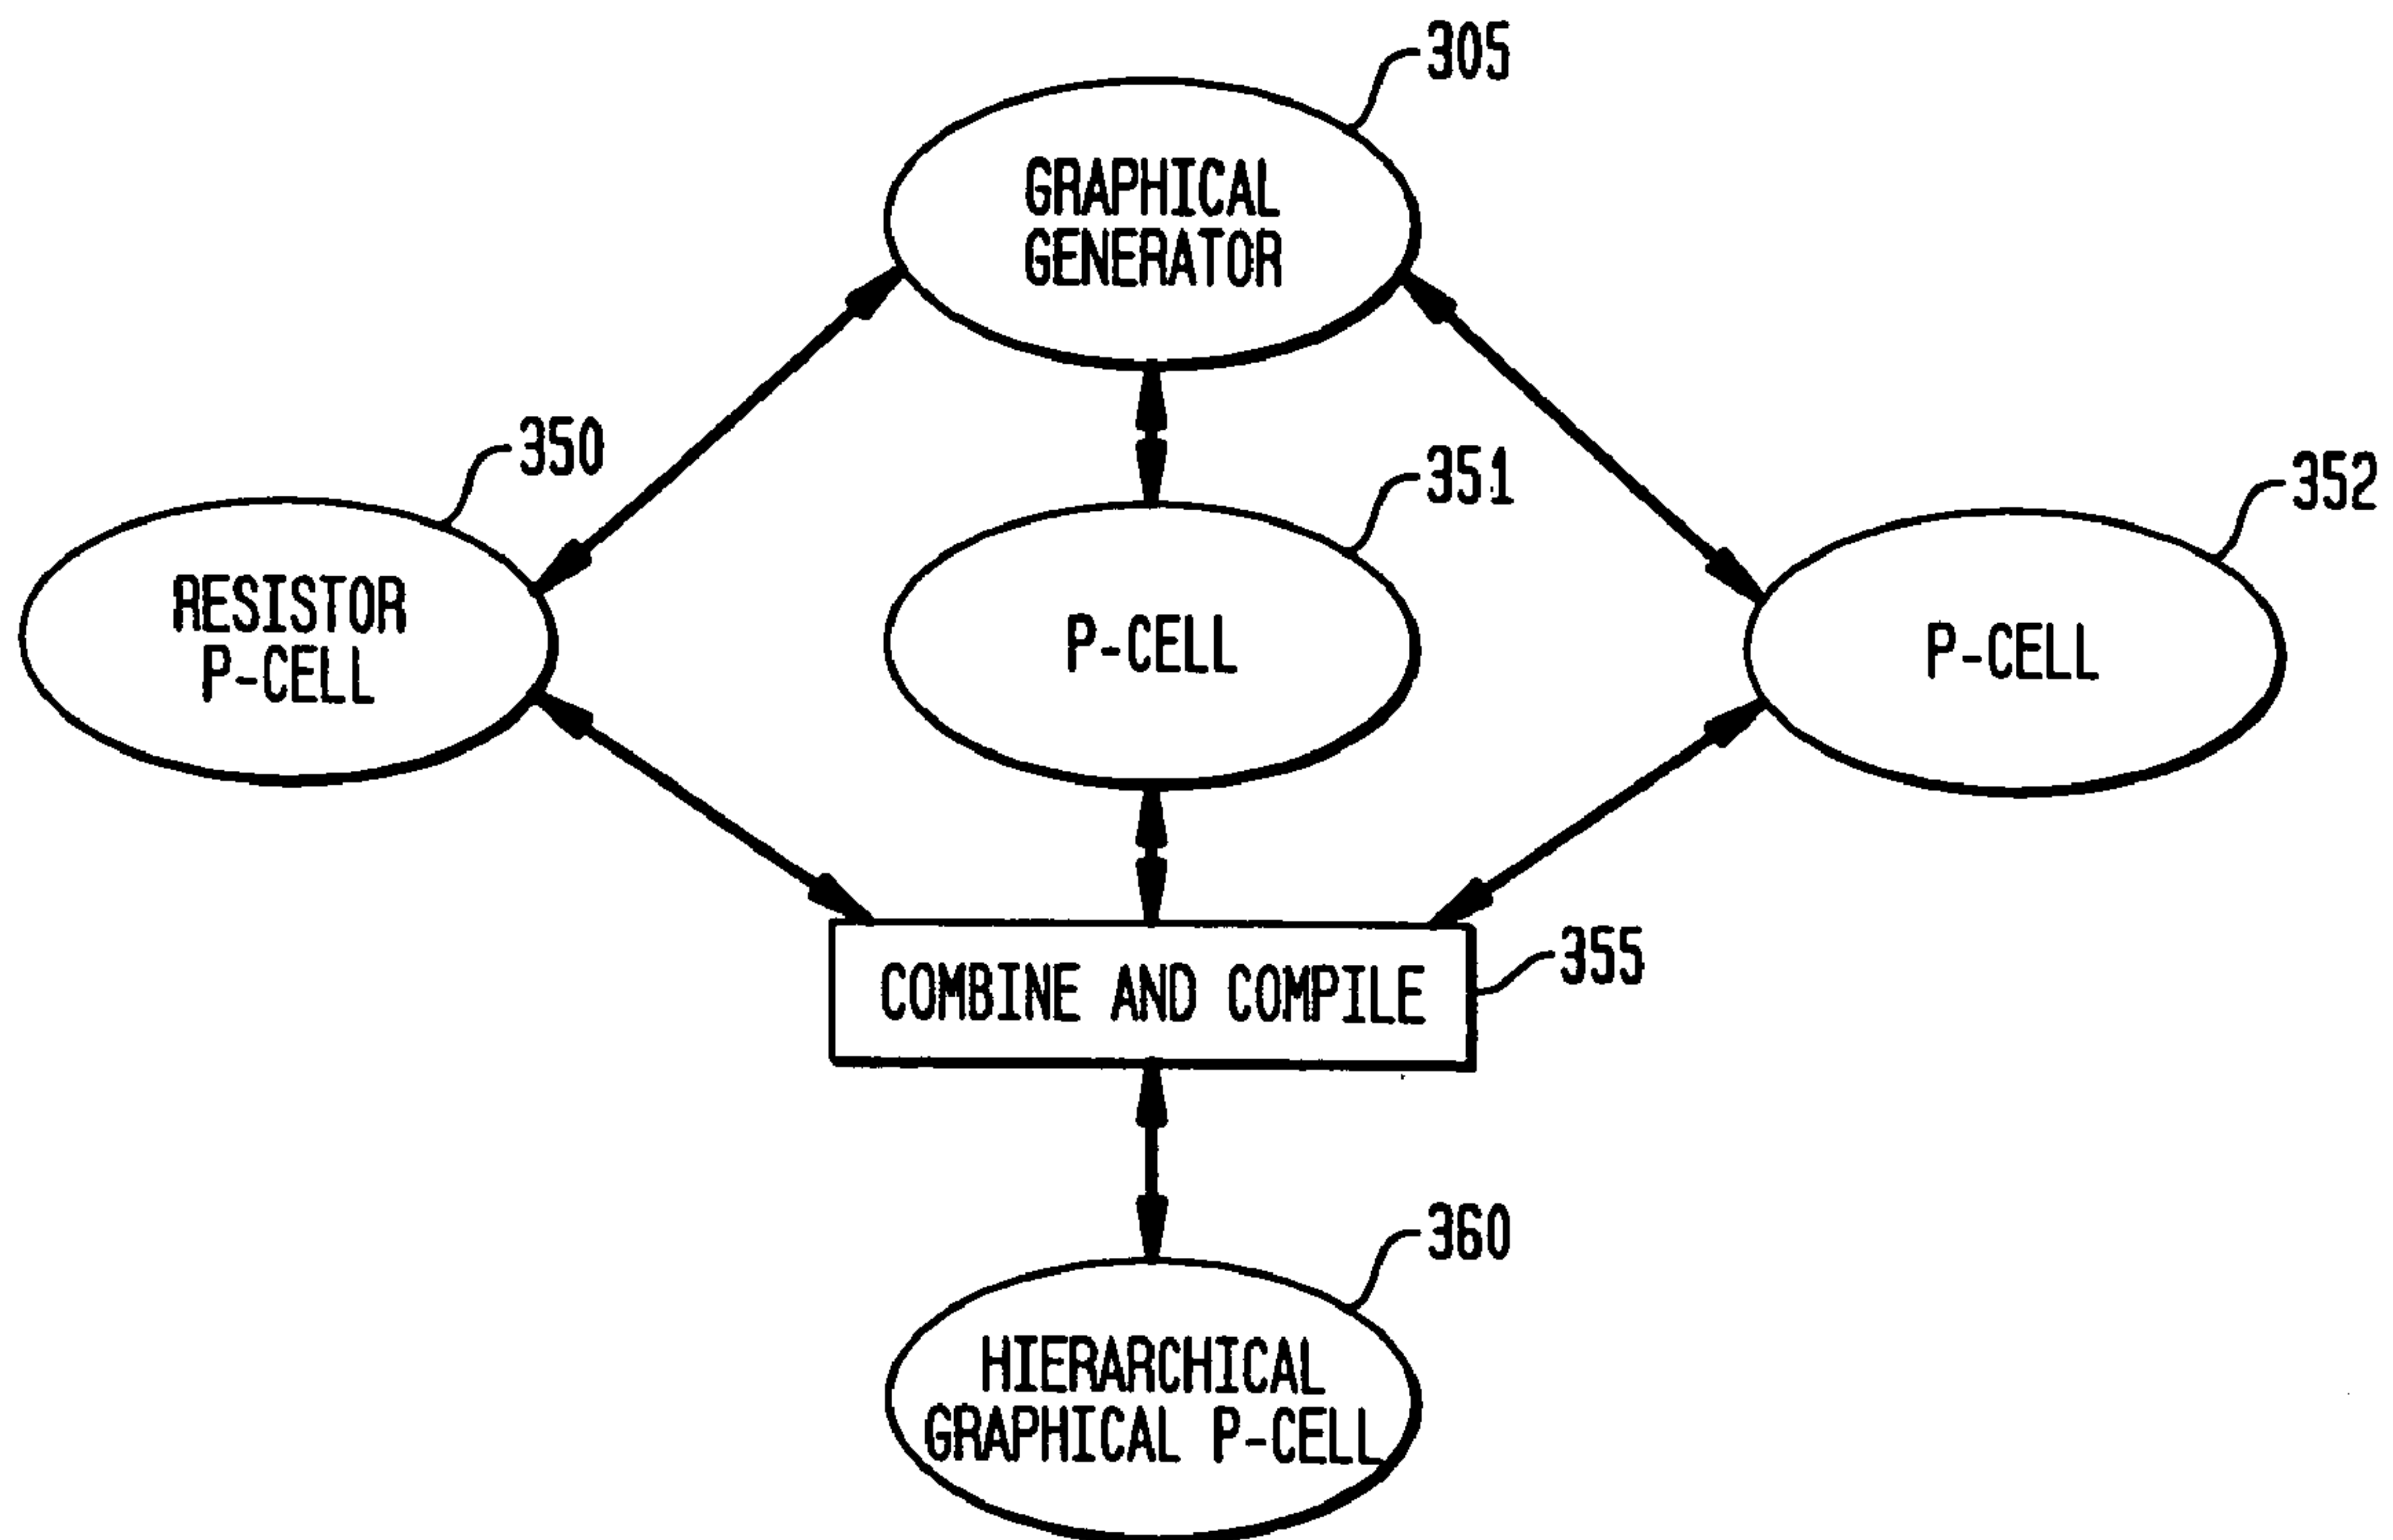 305
GRAPHICAL
GENERATOR
350
351
352
RESISTOR
P-CELL
P-CELL
P-CELL
355
COMBINE AND COMPILE
360
HIERARCHICAL
GRAPHICAL P-CELL